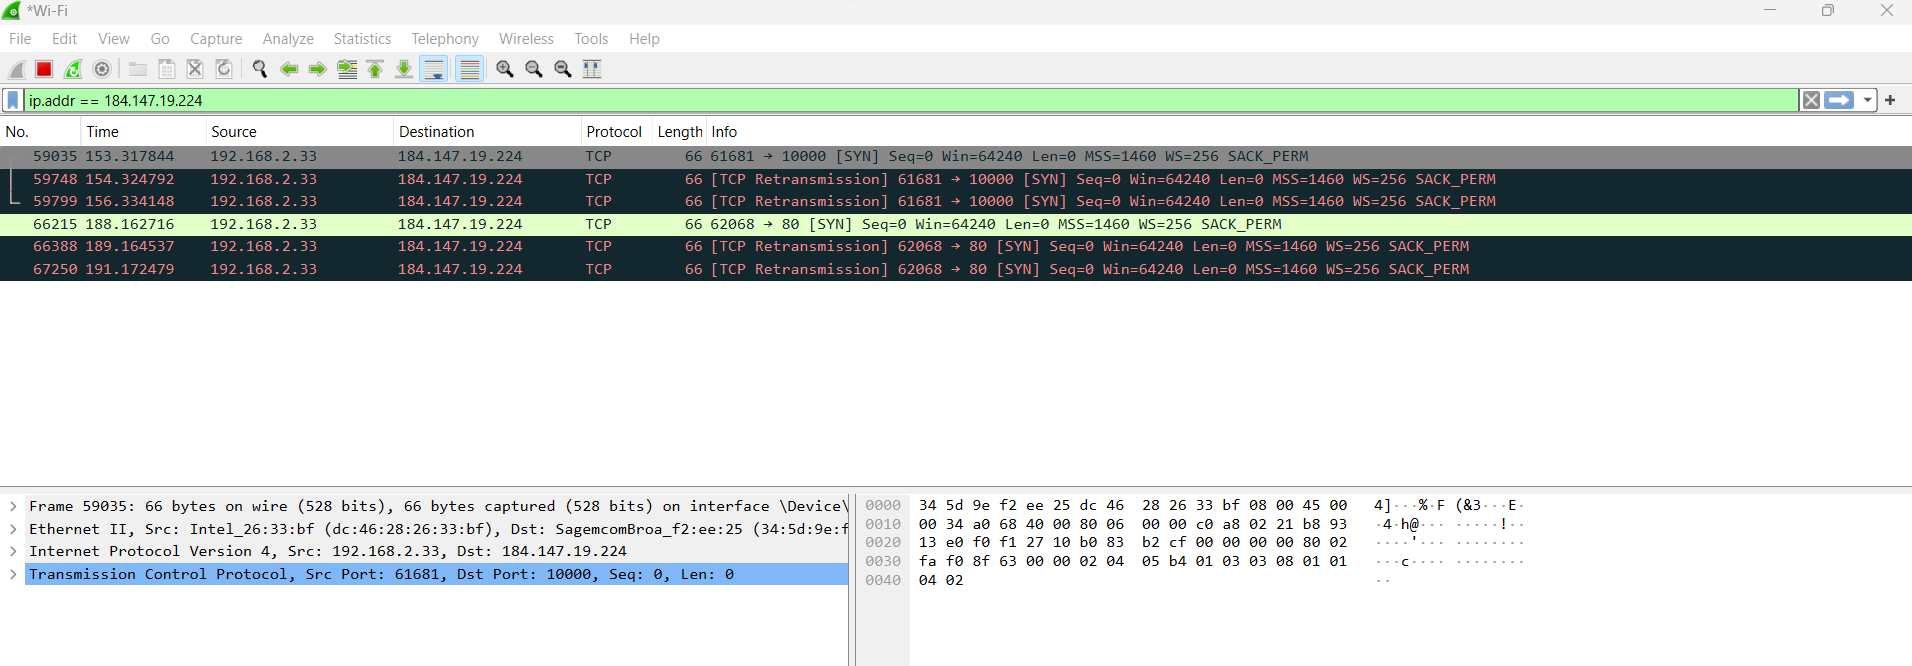 *Wi-Fi
File Edit View Go Capture Analyze Statistics Telephony Wireless Tools Help
ip.addr == 184.147.19.224
No. Time Source Destination Protocol Length Info
59035 153.317844 192.168.2.33 184.147.19.224 TCP 66 61681 → 10000 [SYN] Seq=0 Win=64240 Len=0 MSS=1460 WS=256 SACK_PERM
59748 154.324792 192.168.2.33 184.147.19.224 TCP 66 [TCP Retransmission] 61681 → 10000 [SYN] Seq=0 Win=64240 Len=0 MSS=1460 WS=256 SACK_PERM
59799 156.334148 192.168.2.33 184.147.19.224 TCP 66 [TCP Retransmission] 61681 → 10000 [SYN] Seq=0 Win=64240 Len=0 MSS=1460 WS=256 SACK_PERM
66215 188.162716 192.168.2.33 184.147.19.224 TCP 66 62068 → 80 [SYN] Seq=0 Win=64240 Len=0 MSS=1460 WS=256 SACK_PERM
66388 189.164537 192.168.2.33 184.147.19.224 TCP 66 [TCP Retransmission] 62068 → 80 [SYN] Seq=0 Win=64240 Len=0 MSS=1460 WS=256 SACK_PERM
67250 191.172479 192.168.2.33 184.147.19.224 TCP 66 [TCP Retransmission] 62068 → 80 [SYN] Seq=0 Win=64240 Len=0 MSS=1460 WS=256 SACK_PERM
Frame 59035: 66 bytes on wire (528 bits), 66 bytes captured (528 bits) on interface \Device\
Ethernet II, Src: Intel_26:33:bf (dc:46:28:26:33:bf), Dst: SagemcomBroa_f2:ee:25 (34:5d:9e:f
Internet Protocol Version 4, Src: 192.168.2.33, Dst: 184.147.19.224
Transmission Control Protocol, Src Port: 61681, Dst Port: 10000, Seq: 0, Len: 0
0000 34 5d 9e f2 ee 25 dc 46 28 26 33 bf 08 00 45 00 4]···%·F (&3···E·
0010 00 34 a0 68 40 00 80 06 00 00 c0 a8 02 21 b8 93 ·4·h@··· ·····!··
0020 13 e0 f0 f1 27 10 b0 83 b2 cf 00 00 00 00 80 02 ····'··· ········
0030 fa f0 8f 63 00 00 02 04 05 b4 01 03 03 08 01 01 ···c···· ········
0040 04 02 ··